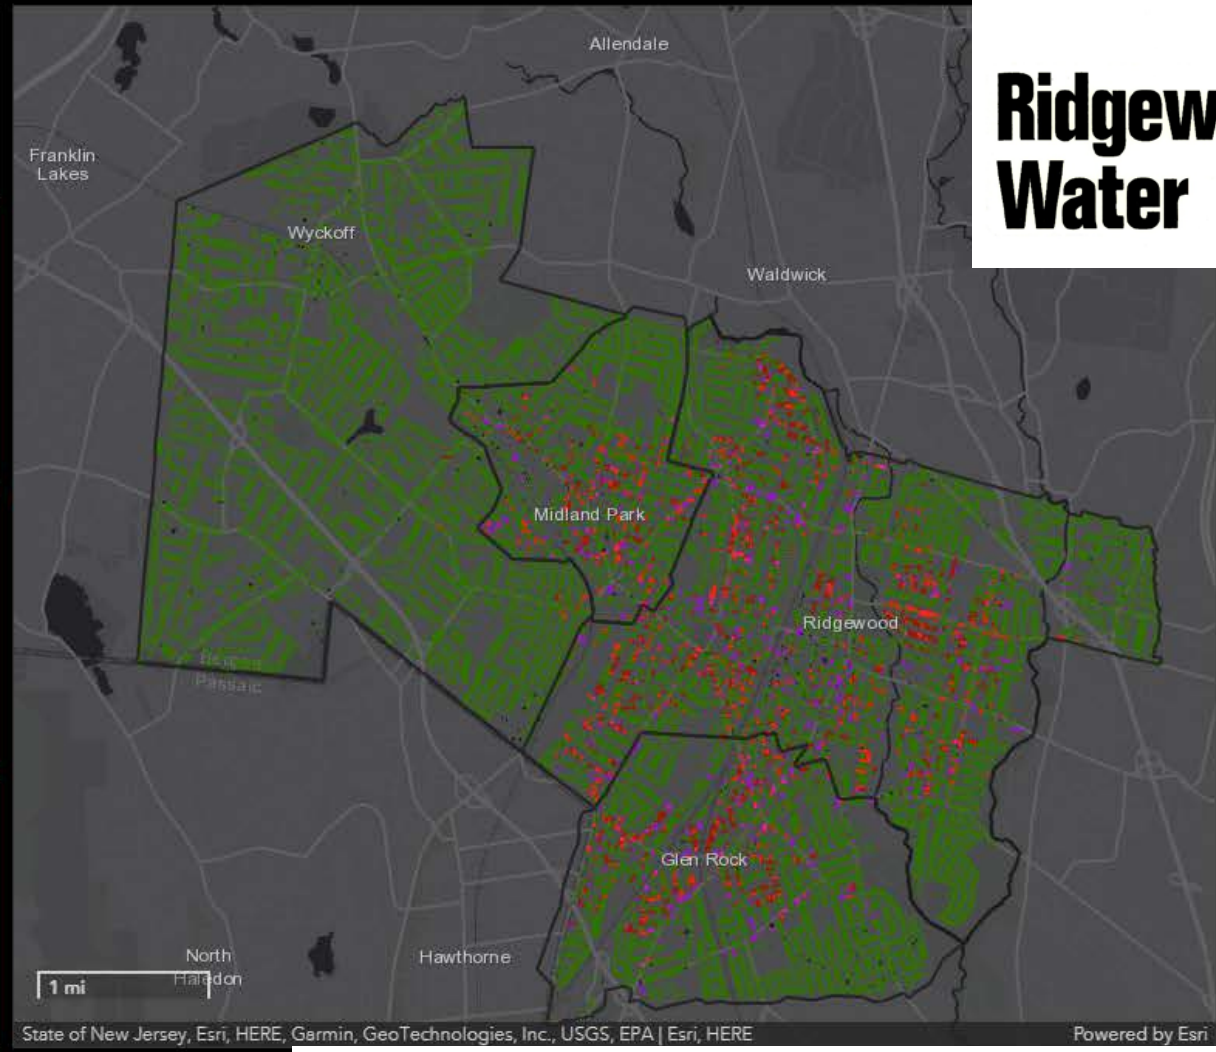 Allendale
Ridgew
Water
Franklin
Lakes
Wyckoff
Waldwick
Midland Park
Ridgewood
Passaic
Glen Rock
North
Haledon
Hawthorne
1 mi
State of New Jersey, Esri, HERE, Garmin, GeoTechnologies, Inc., USGS, EPA | Esri, HERE
Powered by Esri